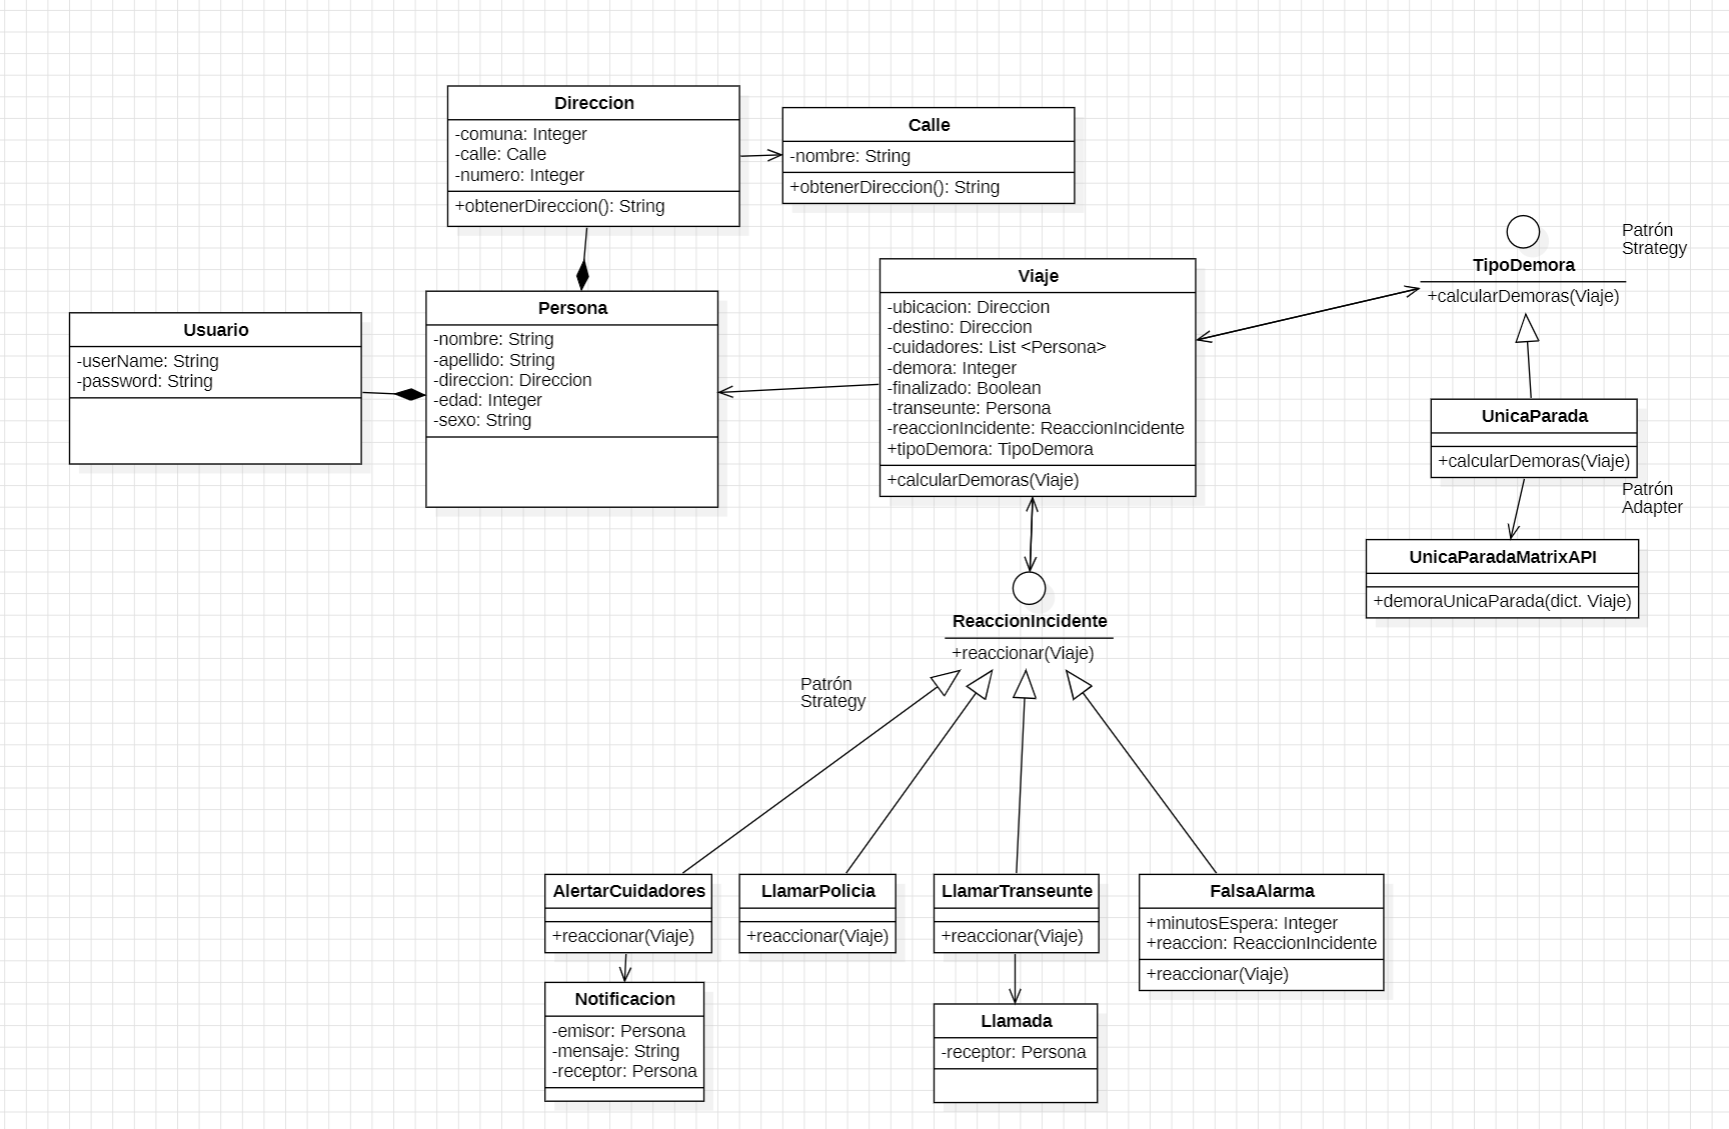 Direccion
-comuna: Integer
-calle: Calle
-numero: Integer
+obtenerDireccion(): String
Calle
-nombre: String
+obtenerDireccion(): String
Usuario
-userName: String
-password: String
Persona
-nombre: String
-apellido: String
-direccion: Direccion
-edad: Integer
-sexo: String
Viaje
-ubicacion: Direccion
-destino: Direccion
-cuidadores: List <Persona>
-demora: Integer
-finalizado: Boolean
-transeunte: Persona
-reaccionIncidente: ReaccionIncidente
+tipoDemora: TipoDemora
+calcularDemoras(Viaje)
Patrón
Strategy
TipoDemora
+calcularDemoras(Viaje)
UnicaParada
+calcularDemoras(Viaje)
Patrón
Adapter
UnicaParadaMatrixAPI
+demoraUnicaParada(dict. Viaje)
ReaccionIncidente
+reaccionar(Viaje)
Patrón
Strategy
AlertarCuidadores
+reaccionar(Viaje)
LlamarPolicia
+reaccionar(Viaje)
LlamarTranseunte
+reaccionar(Viaje)
FalsaAlarma
+minutosEspera: Integer
+reaccion: ReaccionIncidente
+reaccionar(Viaje)
Notificacion
-emisor: Persona
-mensaje: String
-receptor: Persona
Llamada
-receptor: Persona